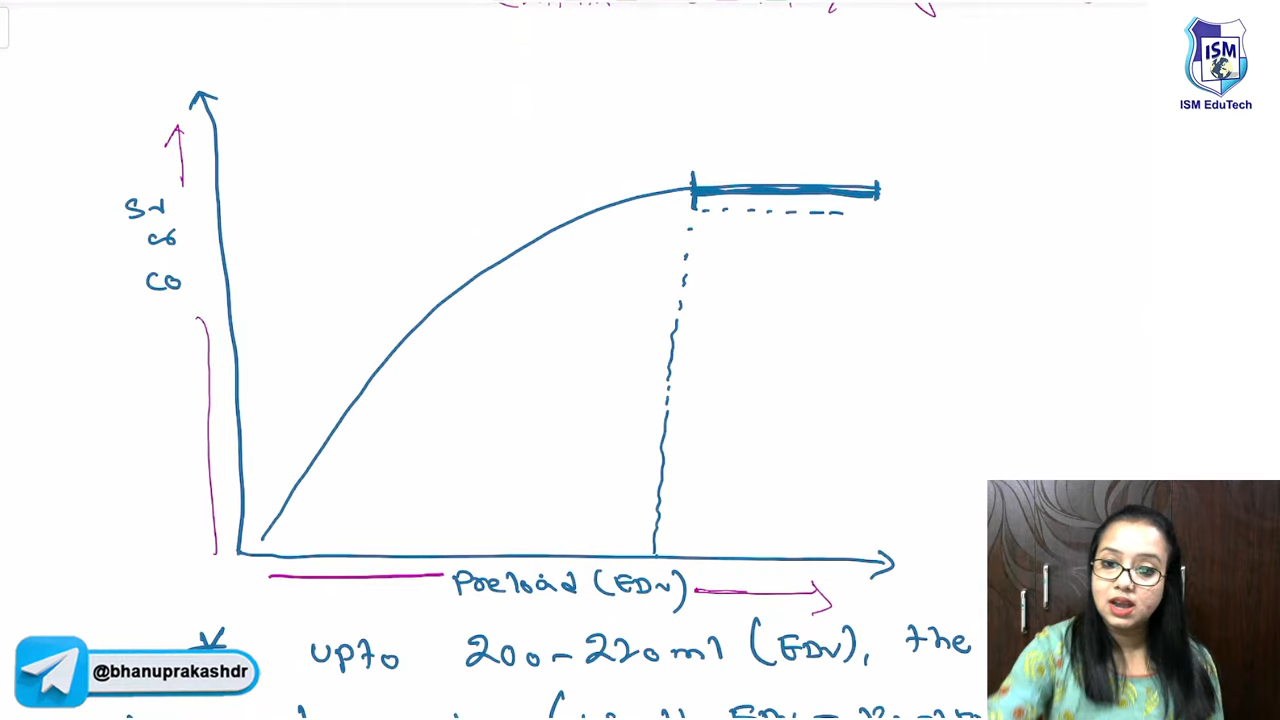 ISM
ISM EduTech
SV
or
CO
Preload (EDV)
upto 200-220ml (EDV), the
@bhanuprakashdr